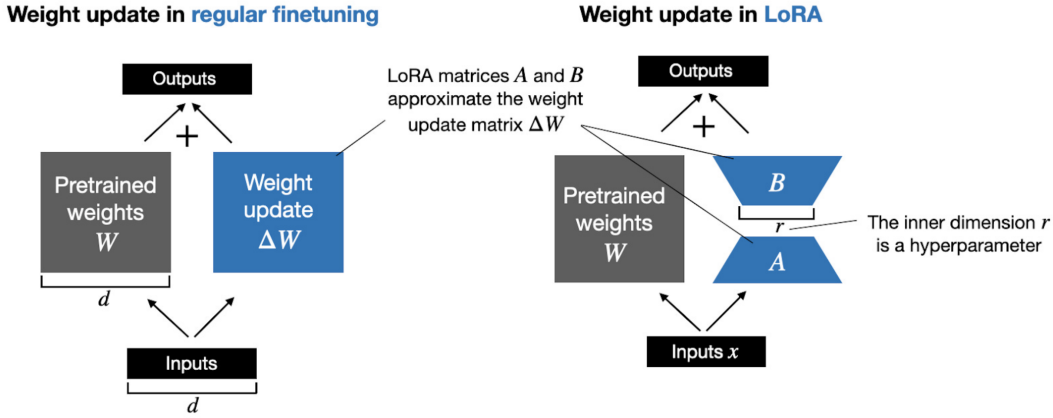 Weight update in regular finetuning
Outputs
+
Pretrained
weights
W
Weight
update
ΔW
d
Inputs
d
LoRA matrices A and B
approximate the weight
update matrix ΔW
Weight update in LoRA
Outputs
+
Pretrained
weights
W
B
r
A
The inner dimension r
is a hyperparameter
Inputs x